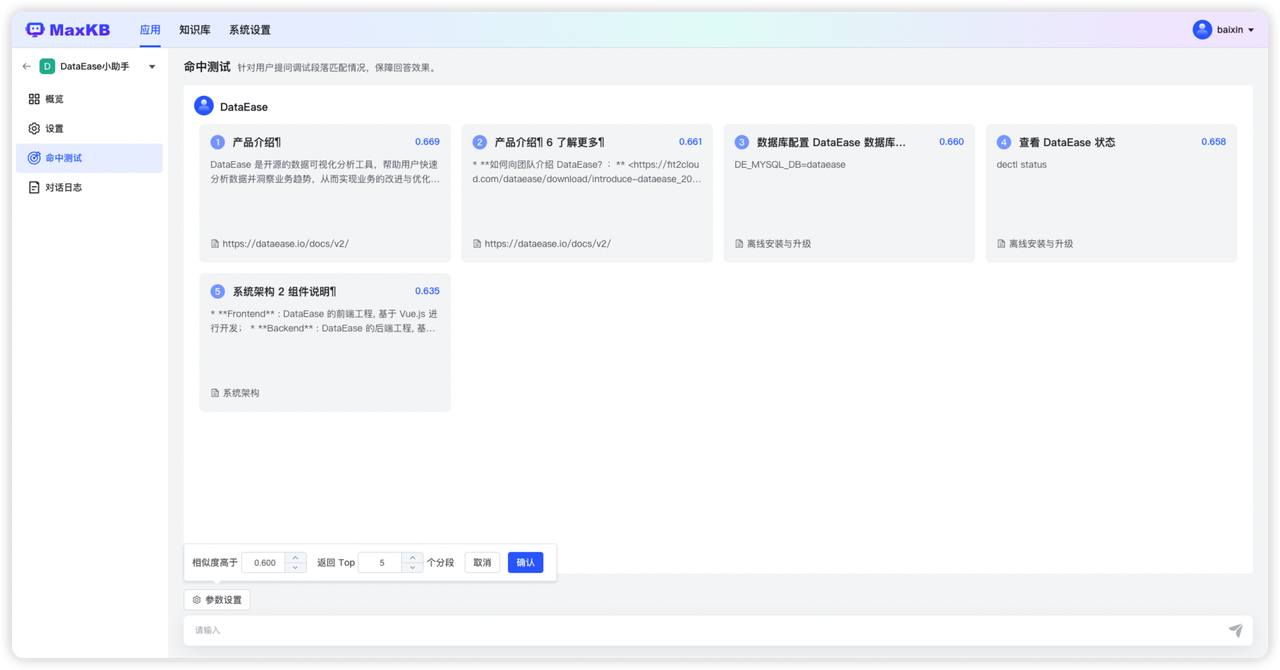 MaxKB 应用 知识库 系统设置 baixin
D DataEase小助手
概览
设置
命中测试
对话日志
命中测试 针对用户提问调试段落匹配情况，保障回答效果。
DataEase
1 产品介绍¶ 0.669
DataEase 是开源的数据可视化分析工具，帮助用户快速
分析数据并洞察业务趋势，从而实现业务的改进与优化...
https://dataease.io/docs/v2/
2 产品介绍¶ 6 了解更多¶ 0.661
* **如何向团队介绍 DataEase? ：** <https://fit2clou
d.com/dataease/download/introduce-dataease_20...
https://dataease.io/docs/v2/
3 数据库配置 DataEase 数据库... 0.660
DE_MYSQL_DB=dataease
离线安装与升级
4 查看 DataEase 状态 0.658
dectl status
离线安装与升级
5 系统架构 2 组件说明¶ 0.635
* **Frontend** : DataEase 的前端工程, 基于 Vue.js 进
行开发； * **Backend** : DataEase 的后端工程, 基...
系统架构
相似度高于 0.600 返回 Top 5 个分段 取消 确认
参数设置
请输入